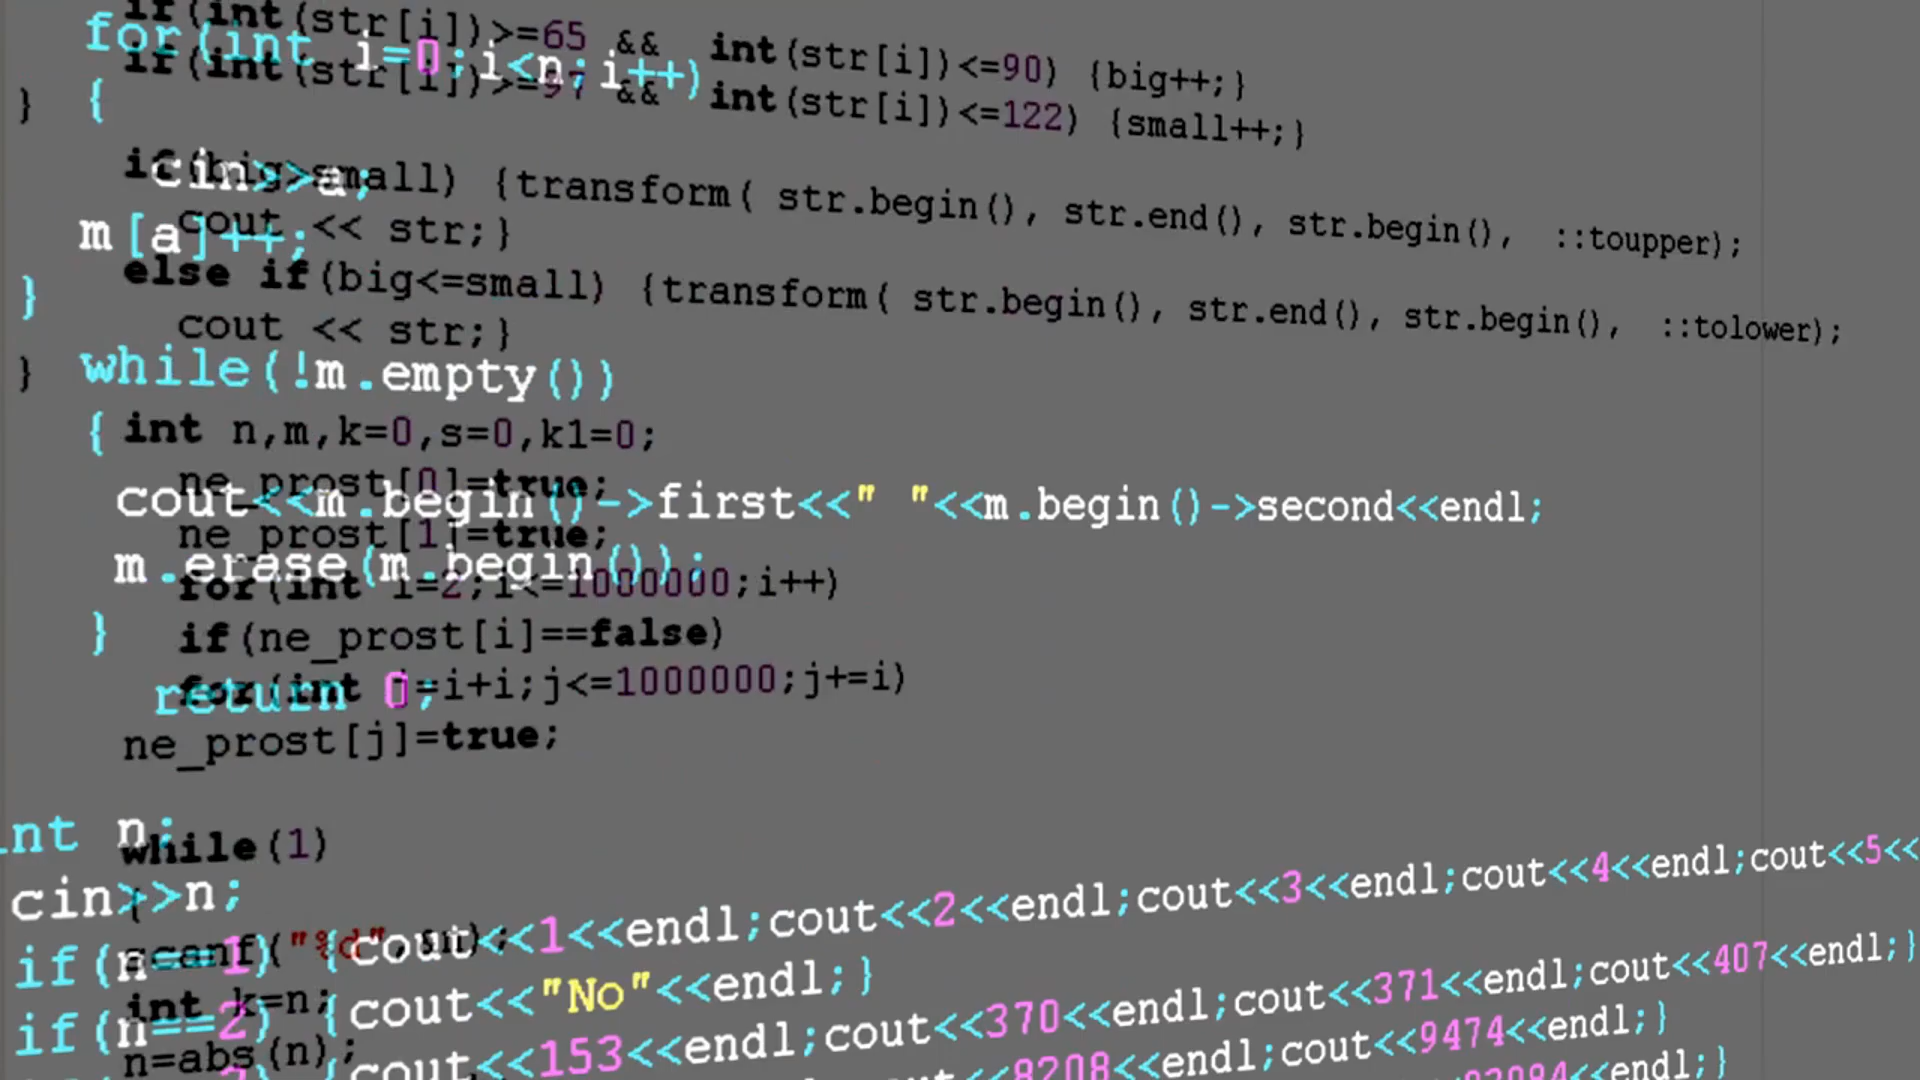 if(int(str[i])>=65 && int(str[i])<=90) {big++;}
for(int i=0;i<n;i++)
if(int(str[i])>=97 && int(str[i])<=122) {small++;}
} {
if(big>small) {transform( str.begin(), str.end(), str.begin(), ::toupper);
cin>>a;
cout << str;}
m[a]++;
else if(big<=small) {transform( str.begin(), str.end(), str.begin(), ::tolower);
}
cout << str;}
} while(!m.empty())
{
int n,m,k=0,s=0,k1=0;
ne_prost[0]=true;
cout<<m.begin()->first<<" "<<m.begin()->second<<endl;
ne_prost[1]=true;
m.erase(m.begin());
for(int i=2;i<=1000000;i++)
}
if(ne_prost[i]==false)
for(int j=i+i;j<=1000000;j+=i)
return 0;
ne_prost[j]=true;
int n;
while(1)
cin>>n;
{
if(n==1) {cout<<1<<endl;cout<<2<<endl;cout<<3<<endl;cout<<4<<endl;cout<<5<<
scanf("%d",&n);
if(n==2) {cout<<"No"<<endl;}
int k=n;
cout<<153<<endl;cout<<370<<endl;cout<<371<<endl;cout<<407<<endl;}
n=abs(n);
8208<<endl;cout<<9474<<endl;}
<<endl;}